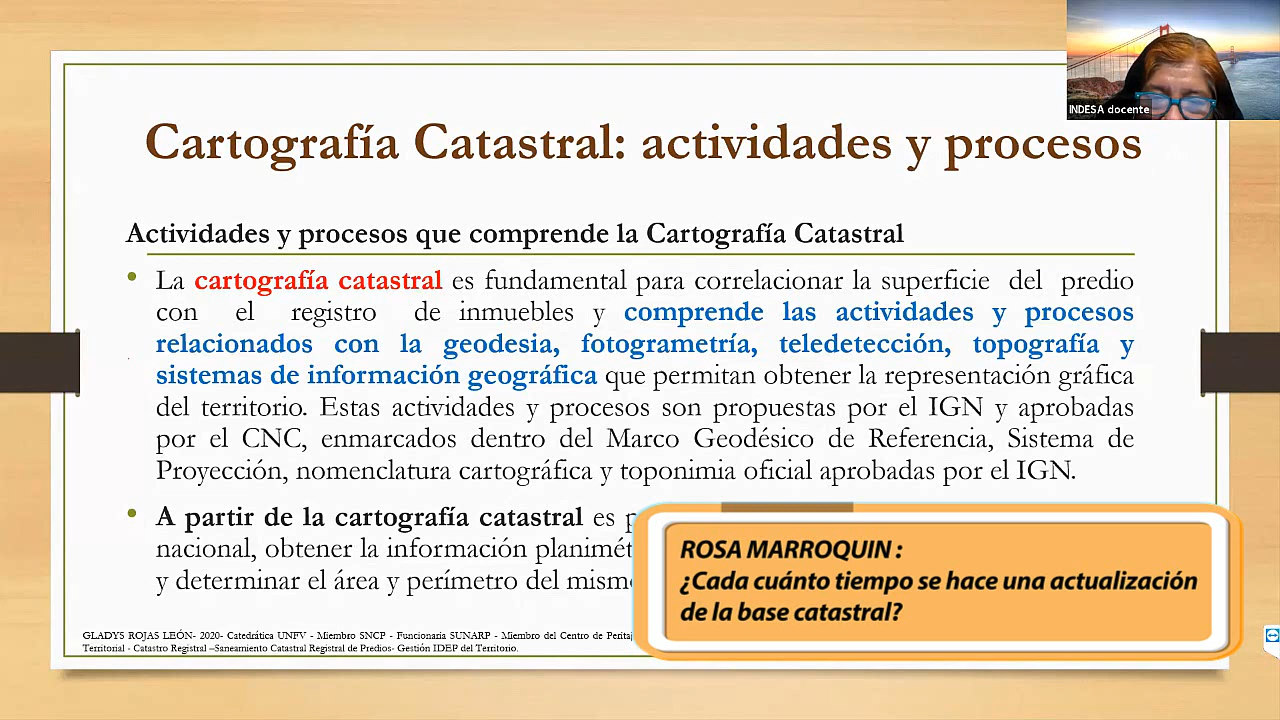 INDESA docente
Cartografía Catastral: actividades y procesos
Actividades y procesos que comprende la Cartografía Catastral
• La cartografía catastral es fundamental para correlacionar la superficie del predio
con el registro de inmuebles y comprende las actividades y procesos
relacionados con la geodesia, fotogrametría, teledetección, topografía y
sistemas de información geográfica que permitan obtener la representación gráfica
del territorio. Estas actividades y procesos son propuestas por el IGN y aprobadas
por el CNC, enmarcados dentro del Marco Geodésico de Referencia, Sistema de
Proyección, nomenclatura cartográfica y toponimia oficial aprobadas por el IGN.
• A partir de la cartografía catastral es
nacional, obtener la información
y determinar el área y perímetro del
ROSA MARROQUIN :
¿Cada cuánto tiempo se hace una actualización
de la base catastral?
GLADYS ROJAS LEÓN- 2020- Catedrática UNFV - Miembro SNCP - Funcionaria SUNARP - Miembro del Centro de
Territorial - Catastro Registral –Saneamiento Catastral Registral de Predios- Gestión IDEP del Territorio.